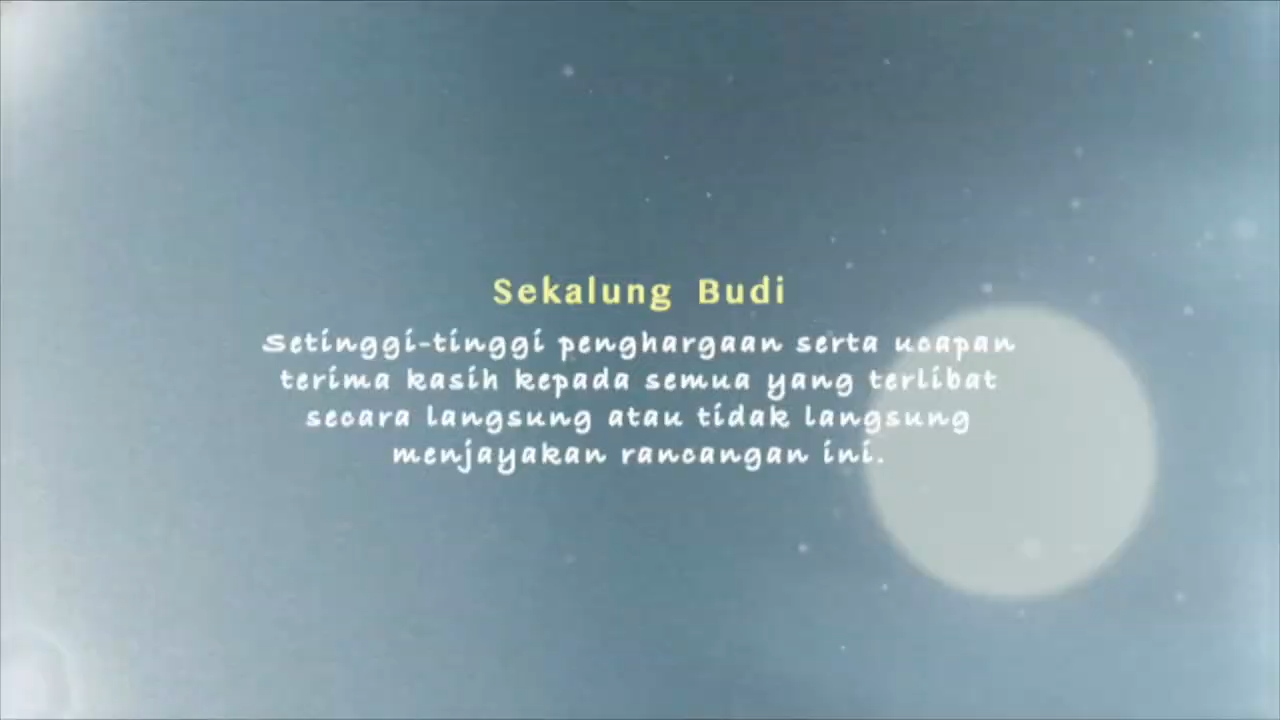 Sekalung Budi
Setinggi-tinggi penghargaan serta ucapan
terima kasih kepada semua yang terlibat
secara langsung atau tidak langsung
menjayakan rancangan ini.